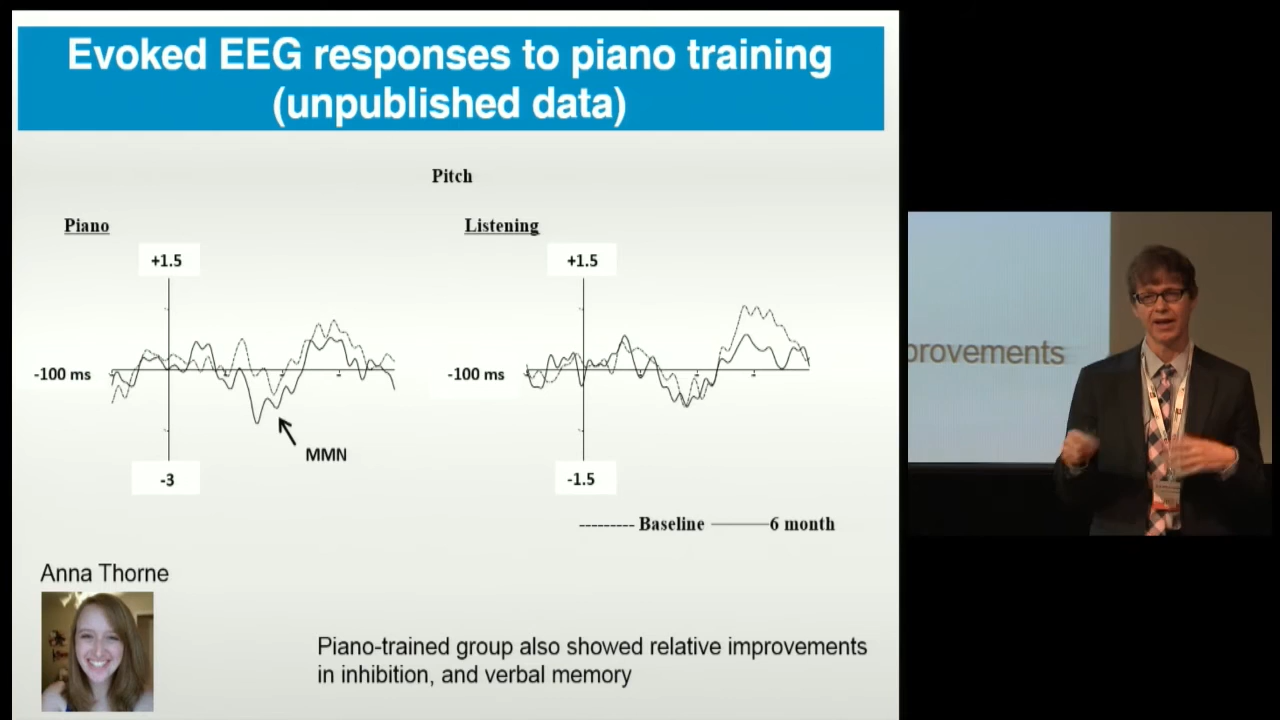 Evoked EEG responses to piano training
(unpublished data)
Pitch
Piano
Listening
+1.5
+1.5
-100 ms
-100 ms
MMN
-3
-1.5
--------- Baseline ———6 month
Anna Thorne
Piano-trained group also showed relative improvements
in inhibition, and verbal memory
provements